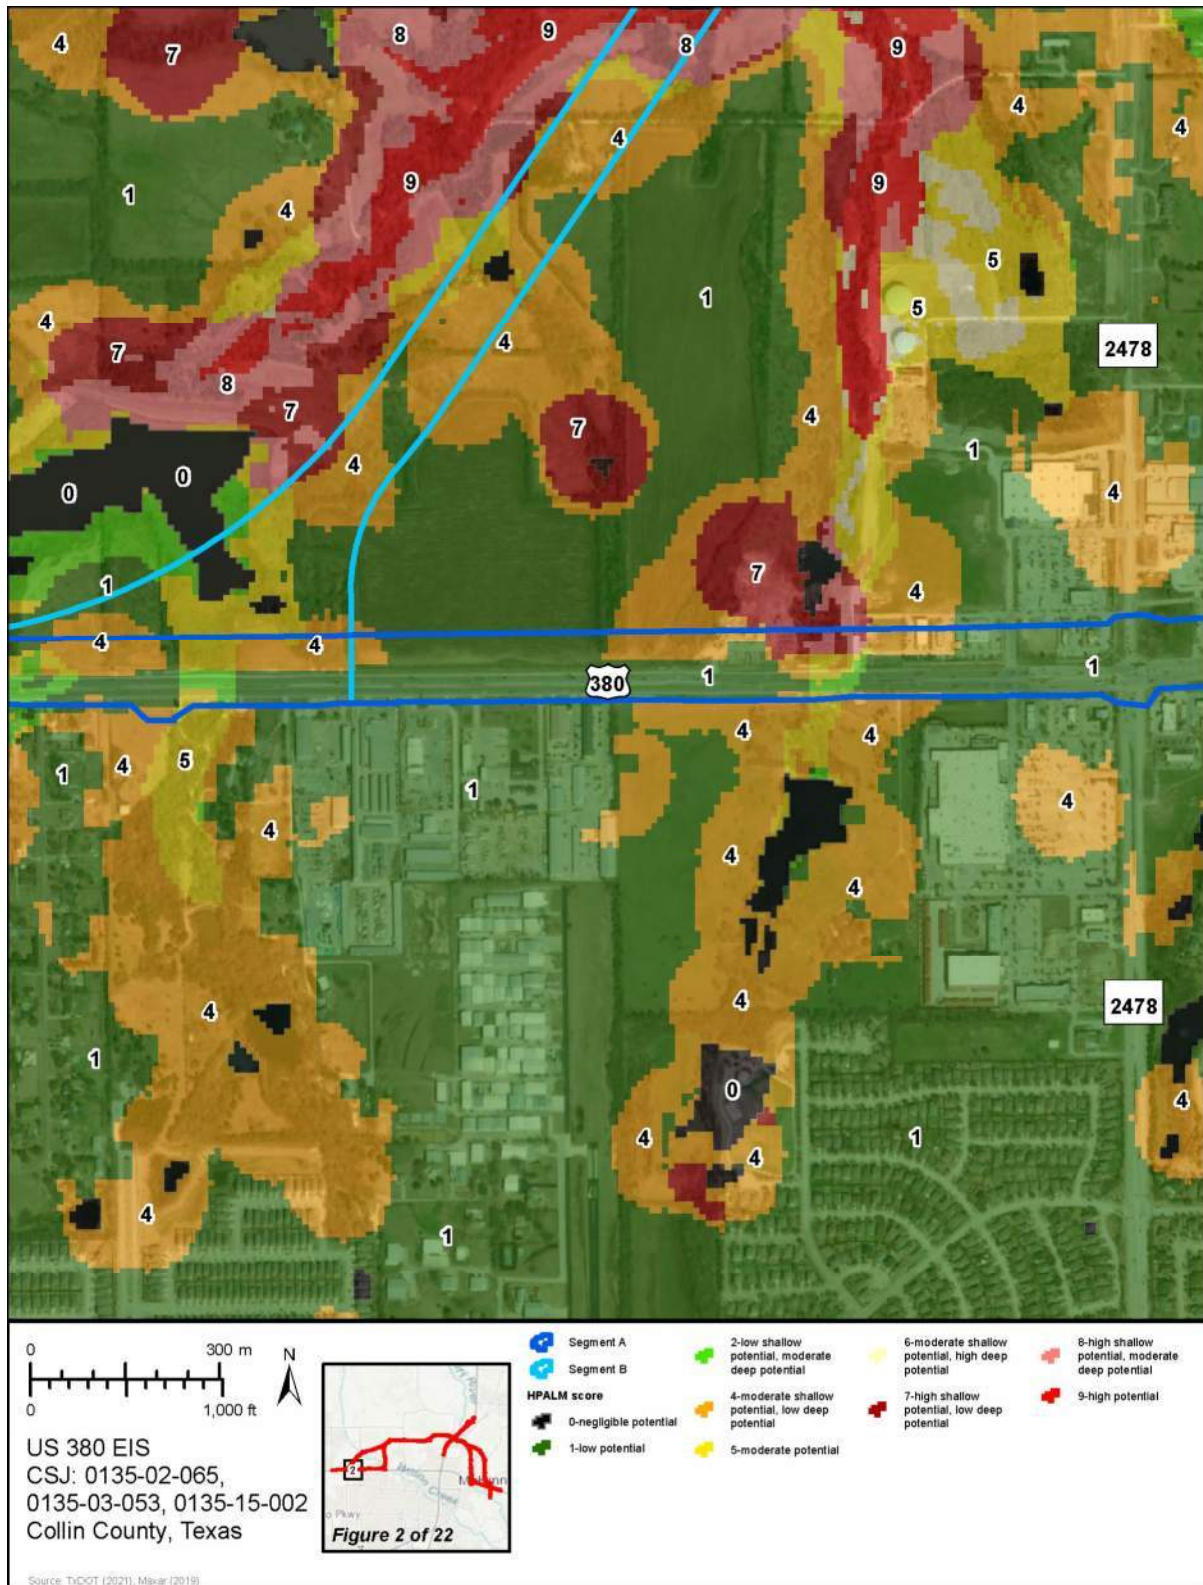 4
7
8
9
8
9
4
4
4
1
4
9
9
5
5
1
4
7
8
7
4
4
7
4
2478
1
4
4
0
0
1
7
4
4
4
380
1
1
1
4
5
4
4
1
4
4
4
4
4
4
2478
1
0
4
4
4
1
4
4
1
0
300 m
0
1,000 ft
N
US 380 EIS
CSJ: 0135-02-065,
0135-03-053, 0135-15-002
Collin County, Texas
2
o Pkwy
Figure 2 of 22
Segment A
Segment B
HPALM score
0-negligible potential
1-low potential
2-low shallow
potential, moderate
deep potential
4-moderate shallow
potential, low deep
potential
5-moderate potential
6-moderate shallow
potential, high deep
potential
7-high shallow
potential, low deep
potential
8-high shallow
potential, moderate
deep potential
9-high potential
Source: TxDOT (2021), Maxar (2019)